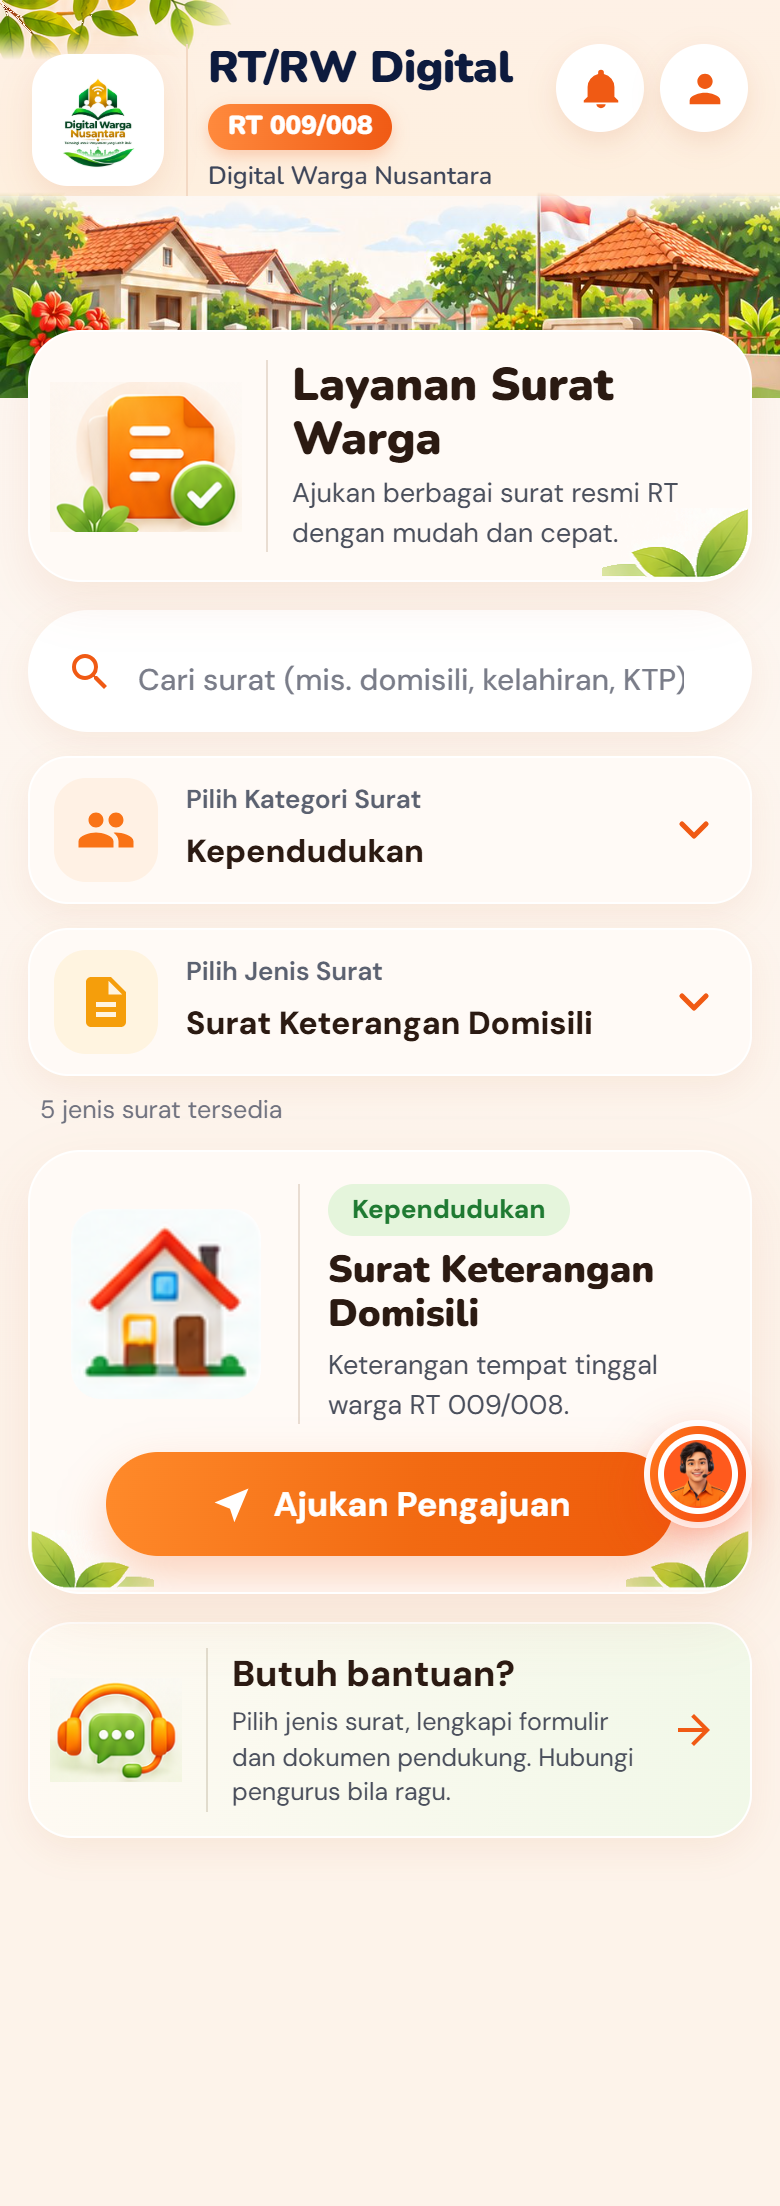 RT/RW Digital
RT 009/008
Digital Warga Nusantara
Digital Warga
Nusantara
Layanan Surat
Warga
Ajukan berbagai surat resmi RT
dengan mudah dan cepat.
Cari surat (mis. domisili, kelahiran, KTP)
Pilih Kategori Surat
Kependudukan
Pilih Jenis Surat
Surat Keterangan Domisili
5 jenis surat tersedia
Kependudukan
Surat Keterangan
Domisili
Keterangan tempat tinggal
warga RT 009/008.
Ajukan Pengajuan
Butuh bantuan?
Pilih jenis surat, lengkapi formulir
dan dokumen pendukung. Hubungi
pengurus bila ragu.